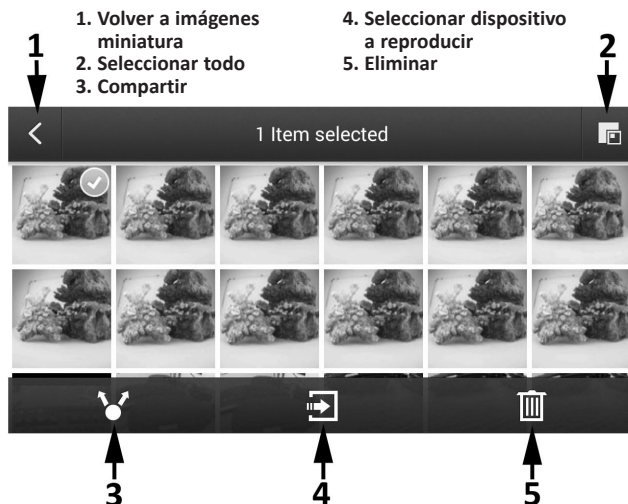 1. Volver a imágenes
miniatura
2. Seleccionar todo
3. Compartir
4. Seleccionar dispositivo
a reproducir
5. Eliminar
1
2
1 Item selected
3
4
5